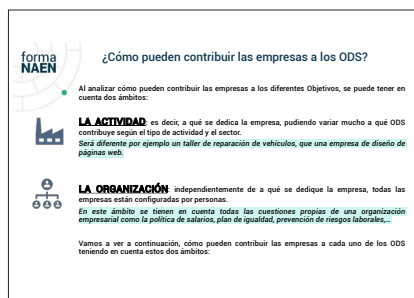 forma
NAEN
¿Cómo pueden contribuir las empresas a los ODS?
Al analizar cómo pueden contribuir las empresas a los diferentes Objetivos, se puede tener en
cuenta dos ámbitos:
LA ACTIVIDAD: es decir, a qué se dedica la empresa, pudiendo variar mucho a qué ODS
contribuye según el tipo de actividad y el sector.
Será diferente por ejemplo un taller de reparación de vehículos, que una empresa de diseño de
páginas web.
LA ORGANIZACIÓN: independientemente de a qué se dedique la empresa, todas las
empresas están configuradas por personas.
En este ámbito se tienen en cuenta todas las cuestiones propias de una organización
empresarial como la política de salarios, plan de igualdad, prevención de riesgos laborales,...
Vamos a ver a continuación, cómo pueden contribuir las empresas a cada uno de los ODS
teniendo en cuenta estos dos ámbitos: